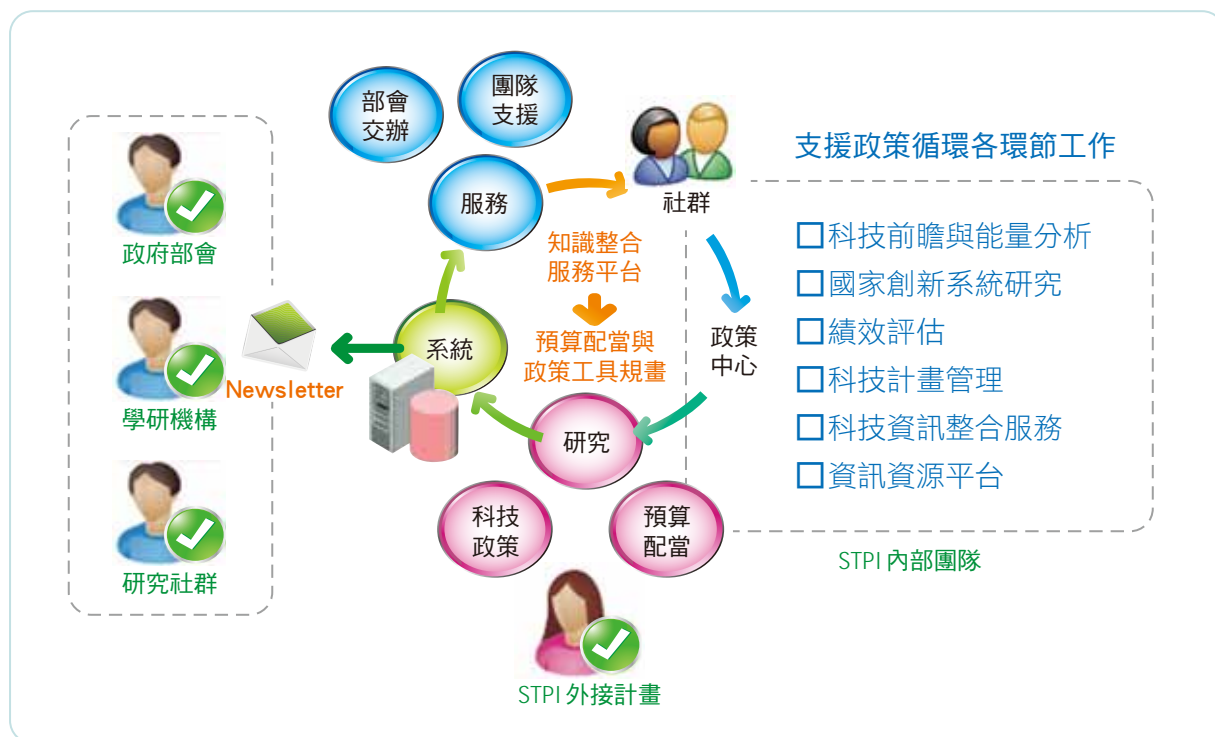 部會
交辦
團隊
支援
服務
社群
支援政策循環各環節工作
政府部會
知識整合
服務平台
預算配當與
政策工具規畫
系統
Newsletter
學研機構
政策
中心
研究
科技
政策
預算
配當
研究社群
STPI 外接計畫
科技前瞻與能量分析
國家創新系統研究
績效評估
科技計畫管理
科技資訊整合服務
資訊資源平台
STPI 內部團隊